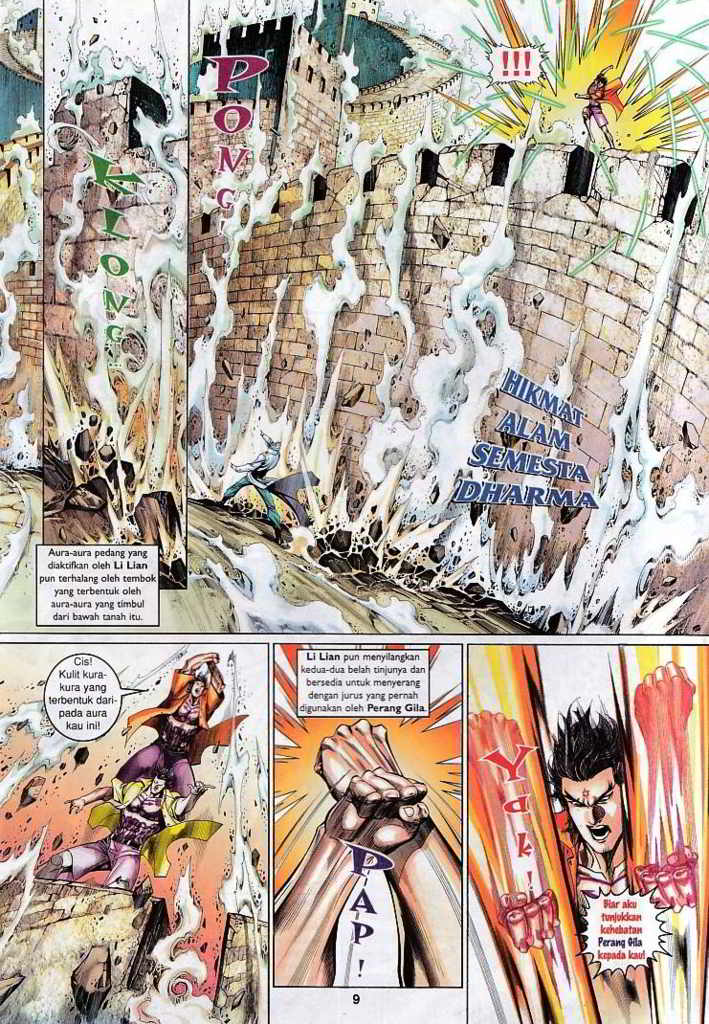 KLONG!
PONG!
!!!
HIKMAT
ALAM
SEMESTA
DHARMA
Aura-aura pedang yang
diaktifkan oleh Li Lian
pun terhalang oleh tembok
yang terbentuk oleh
aura-aura yang timbul
dari bawah tanah itu.
Cis!
Kulit kura-
kura yang
terbentuk dari-
pada aura
kau ini!
Li Lian pun menyilangkan
kedua-dua belah tinjunya dan
bersedia untuk menyerang
dengan jurus yang pernah
digunakan oleh Perang Gila.
PAP!
Yak!
Biar aku
tunjukkan
kehebatan
Perang Gila
kepada kau!
9